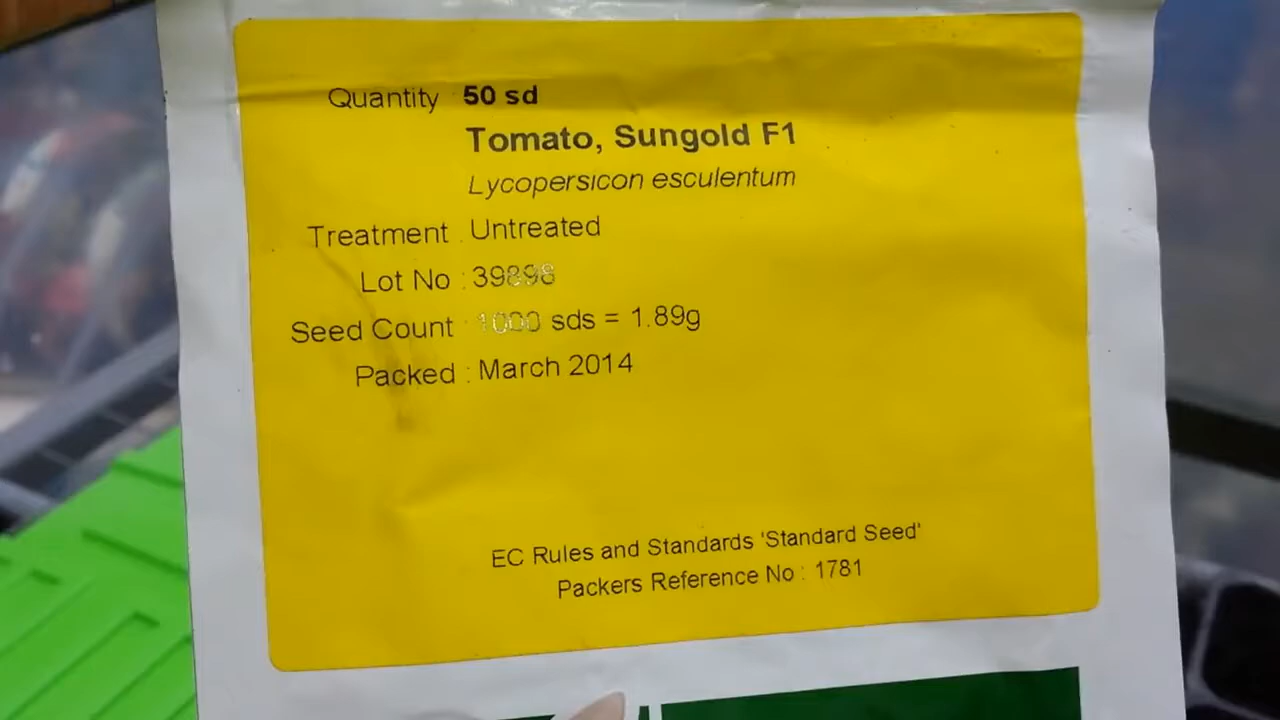 Quantity 50 sd
Tomato, Sungold F1
Lycopersicon esculentum
Treatment : Untreated
Lot No : 39898
Seed Count : 1000 sds = 1.89g
Packed : March 2014
EC Rules and Standards 'Standard Seed'
Packers Reference No : 1781